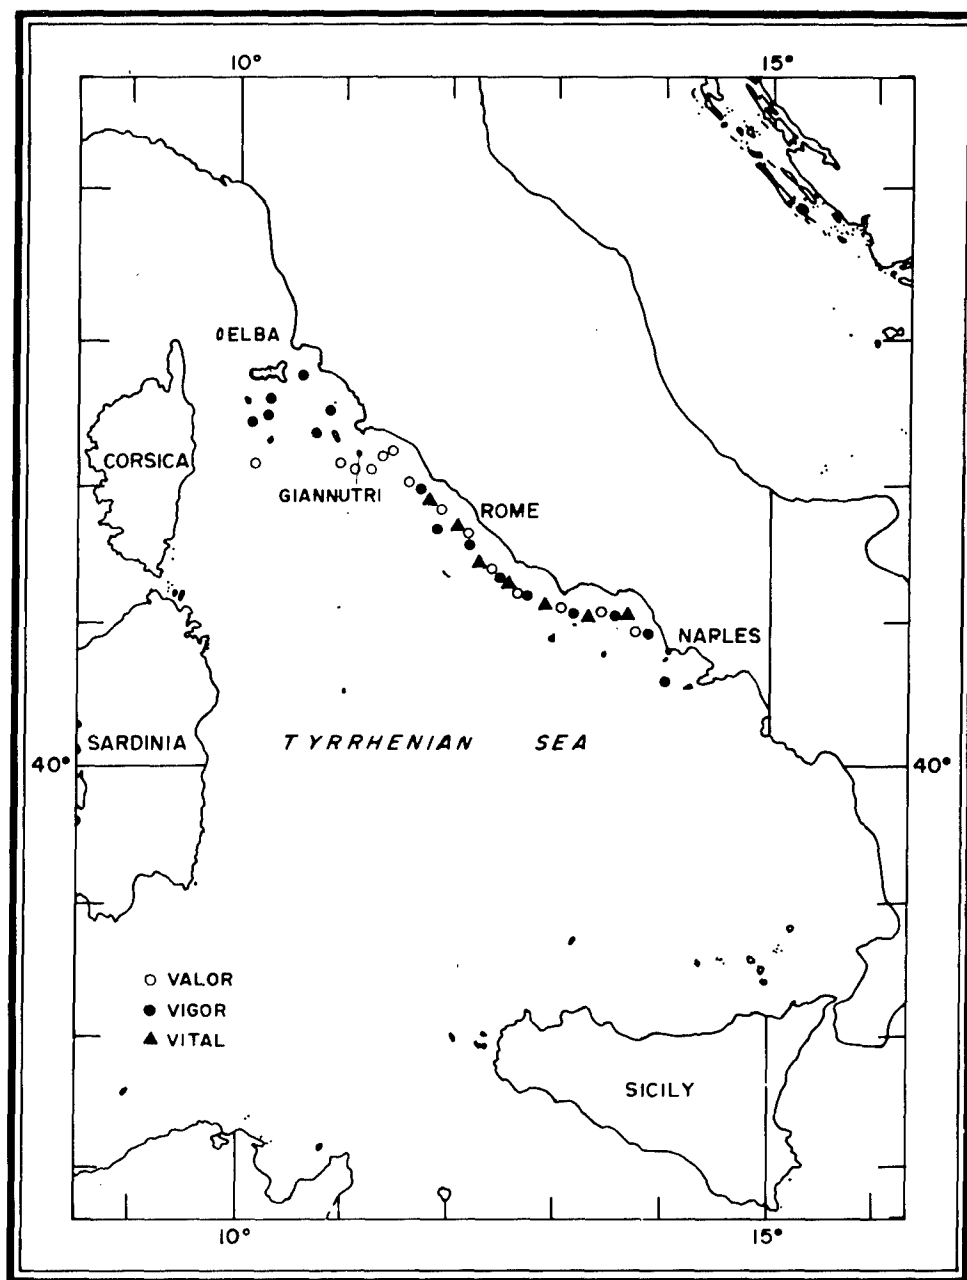 10° 15°
ELBA
CORSICA
GIANNUTRI
ROME
NAPLES
SARDINIA TYRRHENIAN SEA
40° 40°
VALOR
VIGOR
VITAL
SICILY
10° 15°